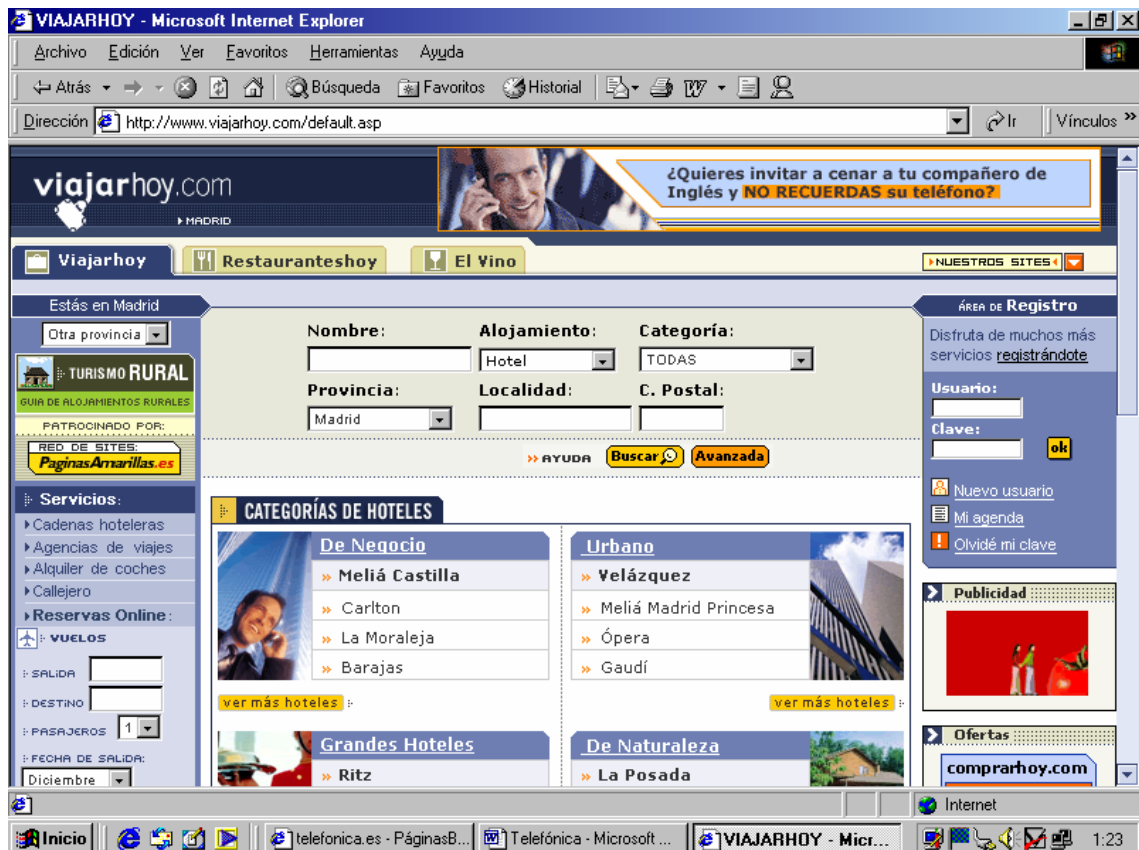 VIAJARHOY - Microsoft Internet Explorer
Archivo Edición Ver Favoritos Herramientas Ayuda
Atrás Búsqueda Favoritos Historial
Dirección http://www.viajarhoy.com/default.asp Ir Vínculos »
viajarhoy.com
MADRID
¿Quieres invitar a cenar a tu compañero de
Inglés y NO RECUERDAS su teléfono?
Viajarhoy Restauranteshoy El Vino NUESTROS SITES
Estás en Madrid
Otra provincia
TURISMO RURAL
GUIA DE ALOJAMIENTOS RURALES
PATROCINADO POR:
RED DE SITES:
PaginasAmarillas.es
Servicios:
Cadenas hoteleras
Agencias de viajes
Alquiler de coches
Callejero
Reservas Online:
VUELOS
SALIDA
DESTINO
PASAJEROS 1
FECHA DE SALIDA:
Diciembre
Nombre: Alojamiento: Categoría:
Hotel TODAS
Provincia: Localidad: C. Postal:
Madrid
» AYUDA Buscar Avanzada
CATEGORÍAS DE HOTELES
De Negocio
» Meliá Castilla
» Carlton
» La Moraleja
» Barajas
ver más hoteles
Urbano
» Velázquez
» Meliá Madrid Princesa
» Ópera
» Gaudí
ver más hoteles
Grandes Hoteles
» Ritz
De Naturaleza
» La Posada
ÁREA DE Registro
Disfruta de muchos más
servicios registrándote
Usuario:
Clave:
ok
Nuevo usuario
Mi agenda
Olvidé mi clave
Publicidad
Ofertas
comprarhoy.com
Internet
Inicio telefonica.es - PáginasB... Telefónica - Microsoft ... VIAJARHOY - Micr... 1:23